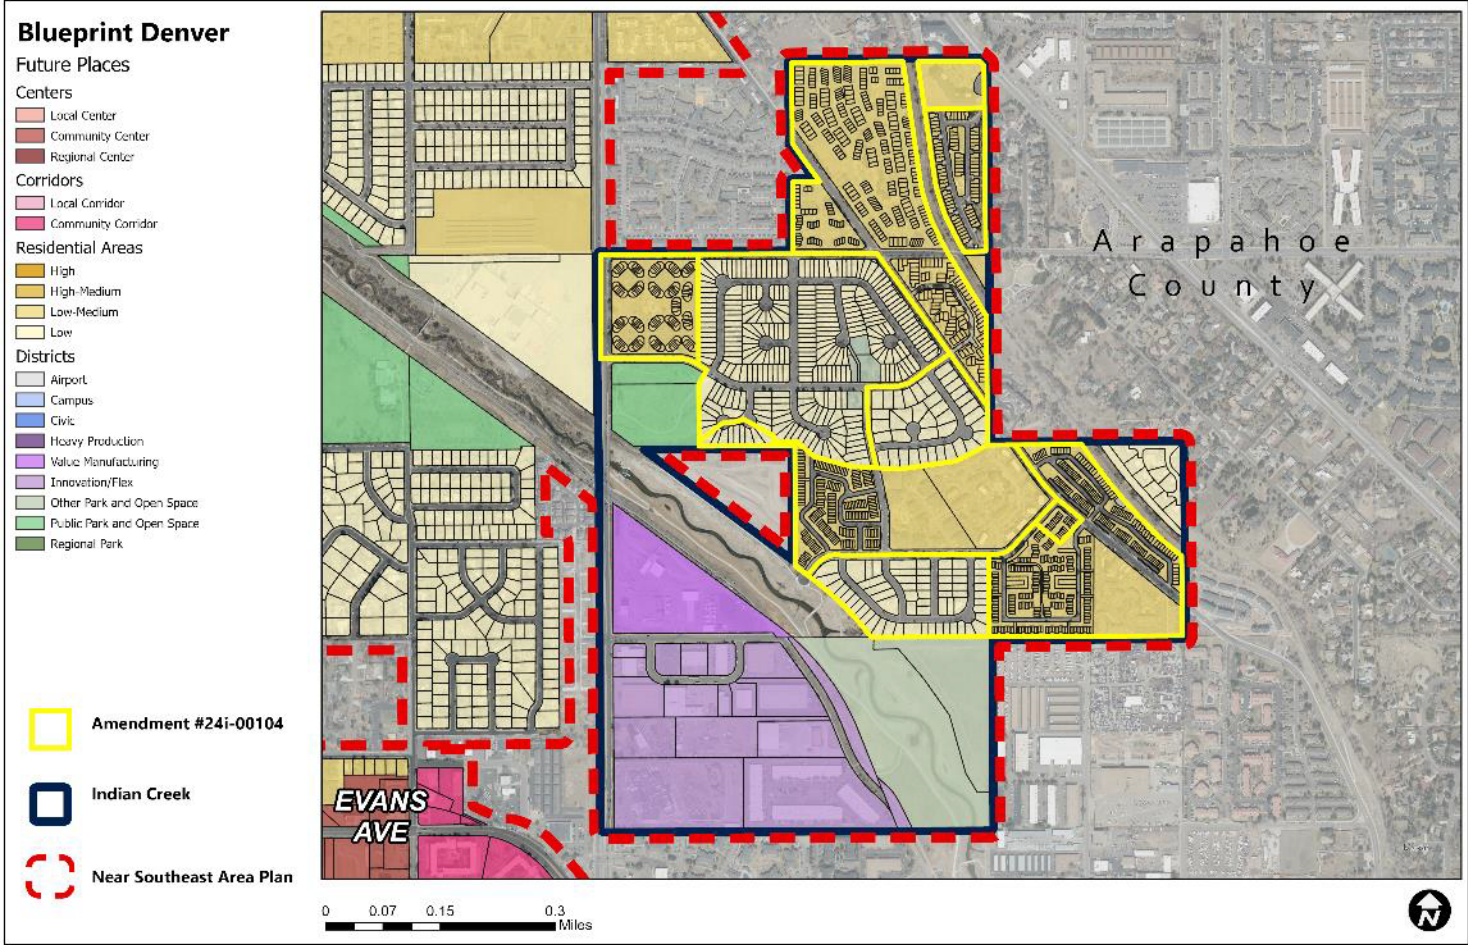 Blueprint Denver
Future Places
Centers
Local Center
Community Center
Regional Center
Corridors
Local Corridor
Community Corridor
Residential Areas
High
High-Medium
Low-Medium
Low
Districts
Airport
Campus
Civic
Heavy Production
Value Manufacturing
Innovation/Flex
Other Park and Open Space
Public Park and Open Space
Regional Park
Amendment #24i-00104
Indian Creek
Near Southeast Area Plan
Arapahoe
County
EVANS
AVE
0 0.07 0.15 0.3
Miles
N